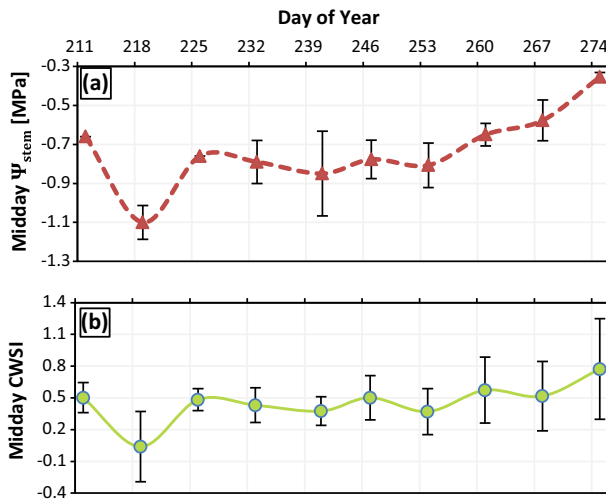 Day of Year
211 218 225 232 239 246 253 260 267 274
(a)
Midday Ψstem [MPa]
-0.3
-0.5
-0.7
-0.9
-1.1
-1.3
(b)
Midday CWSI
1.4
1.1
0.8
0.5
0.2
-0.1
-0.4